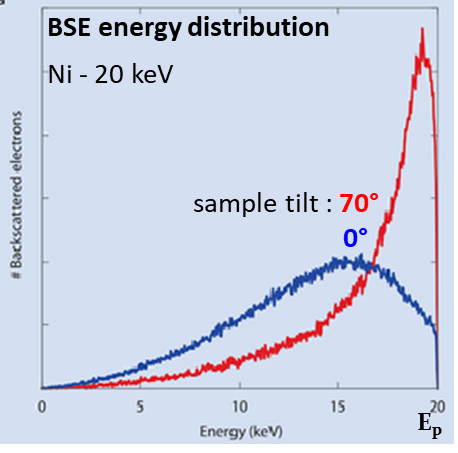 BSE energy distribution
Ni - 20 keV
# Backscattered electrons
sample tilt : 70°
0°
0 5 10 15 20
Energy (keV)
Ep